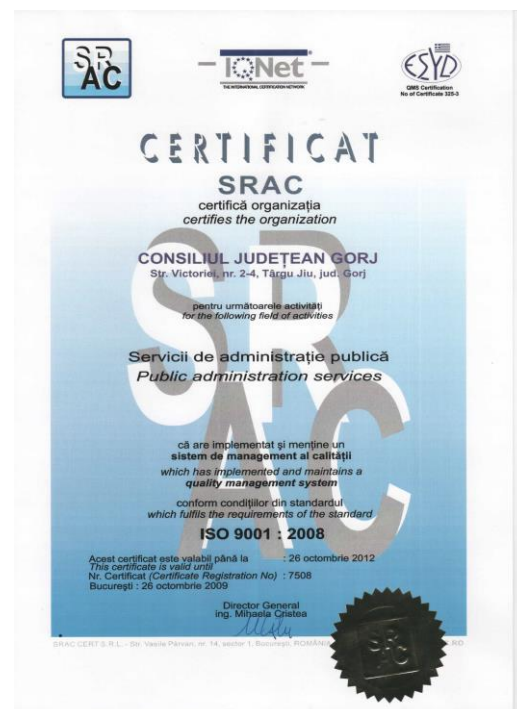 SR
AC
IQNet
THE INTERNATIONAL CERTIFICATION NETWORK
ESYD
QMS Certification
No of Certificate 325-3
CERTIFICAT
SRAC
certifică organizația
certifies the organization
CONSILIUL JUDEȚEAN GORJ
Str. Victoriei, nr. 2-4, Târgu Jiu, jud. Gorj
pentru următoarele activități
for the following field of activities
Servicii de administrație publică
Public administration services
că are implementat și menține un
sistem de management al calității
which has implemented and maintains a
quality management system
conform condițiilor din standardul
which fulfils the requirements of the standard
ISO 9001 : 2008
Acest certificat este valabil până la : 26 octombrie 2012
This certificate is valid until
Nr. Certificat (Certificate Registration No) : 7508
București : 26 octombrie 2009
Director General
ing. Mihaela Cristea
SRAC CERT S.R.L. - Str. Vasile Pârvan, nr. 14, sector 1, București, ROMÂNI
SR
AC